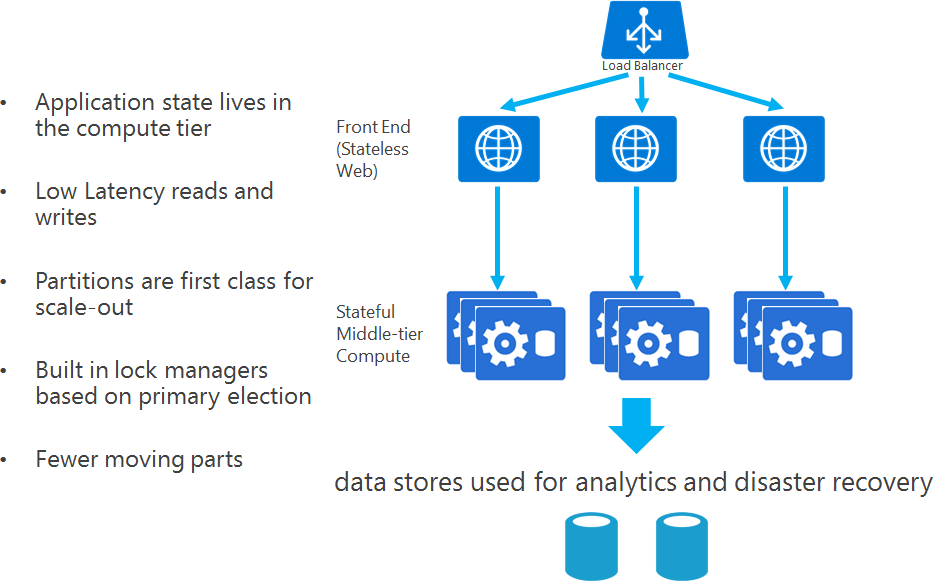 • Application state lives in
the compute tier
• Low Latency reads and
writes
• Partitions are first class for
scale-out
• Built in lock managers
based on primary election
• Fewer moving parts
Load Balancer
Front End
(Stateless
Web)
Stateful
Middle-tier
Compute
data stores used for analytics and disaster recovery